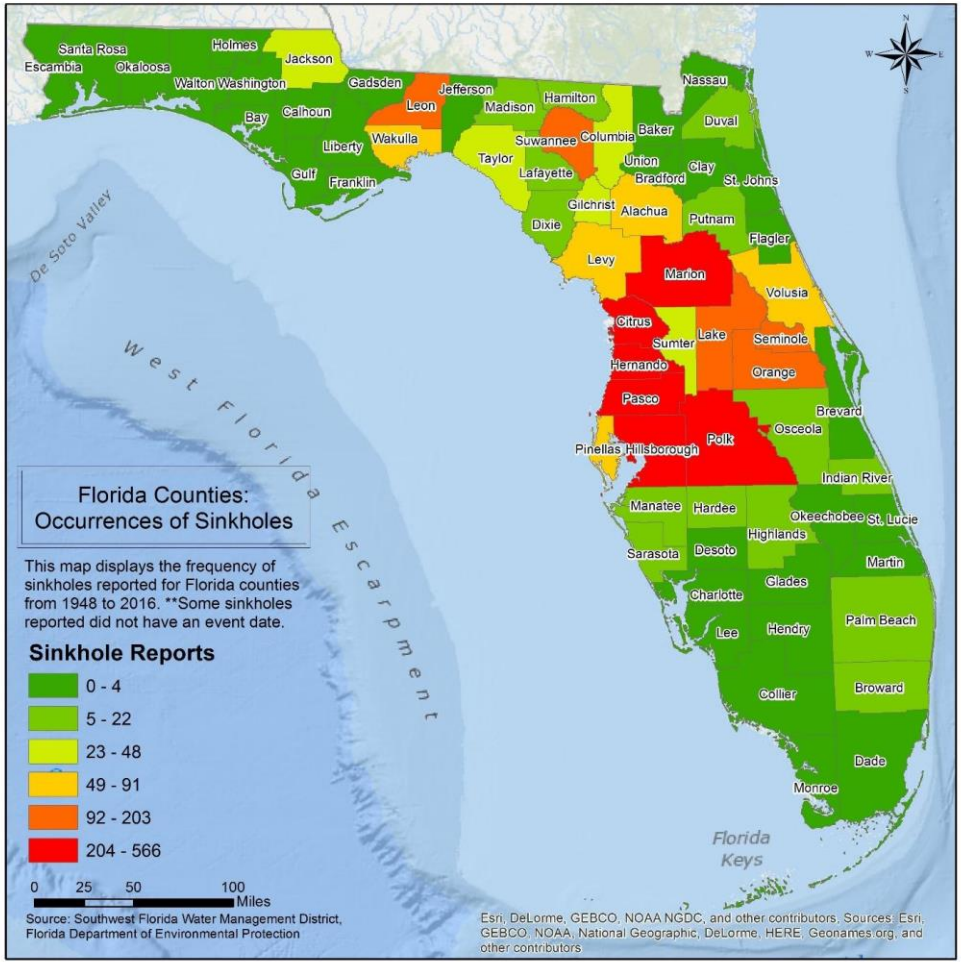 N
W E
S
Santa Rosa
Holmes
Jackson
Escambia
Okaloosa
Walton
Washington
Gadsden
Jefferson
Leon
Madison
Hamilton
Nassau
Bay
Calhoun
Wakulla
Suwannee
Columbia
Baker
Duval
Liberty
Taylor
Lafayette
Union
Clay
Gulf
Franklin
Bradford
St. Johns
Gilchrist
Alachua
Dixie
Putnam
Flagler
De Soto Valley
Levy
Marion
Volusia
Citrus
Sumter
Lake
Seminole
Hernando
Orange
West Florida Escarpment
Pasco
Brevard
Osceola
Pinellas
Hillsborough
Polk
Indian River
Manatee
Hardee
Highlands
Okeechobee
St. Lucie
Sarasota
Desoto
Martin
Charlotte
Glades
Lee
Hendry
Palm Beach
Collier
Broward
Dade
Monroe
Florida
Keys
Florida Counties:
Occurrences of Sinkholes
This map displays the frequency of
sinkholes reported for Florida counties
from 1948 to 2016. **Some sinkholes
reported did not have an event date.
Sinkhole Reports
0 - 4
5 - 22
23 - 48
49 - 91
92 - 203
204 - 566
0 25 50 100
Miles
Source: Southwest Florida Water Management District,
Florida Department of Environmental Protection
Esri, DeLorme, GEBCO, NOAA NGDC, and other contributors, Sources: Esri,
GEBCO, NOAA, National Geographic, DeLorme, HERE, Geonames.org, and
other contributors